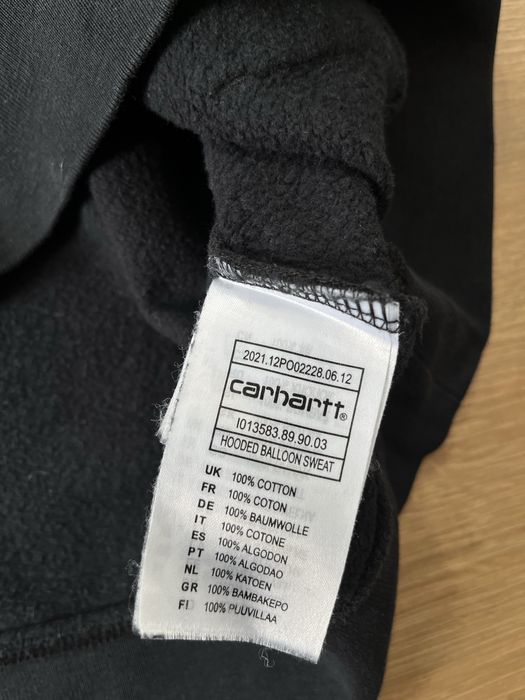 2021.12PO02228.06.12
carhartt®
I013583.89.90.03
HOODED BALLOON SWEAT
UK 100% COTTON
FR 100% COTON
DE 100% BAUMWOLLE
IT 100% COTONE
ES 100% ALGODON
PT 100% ALGODAO
NL 100% KATOEN
GR 100% BAMBAKEPO
FI 100% PUUVILLAA